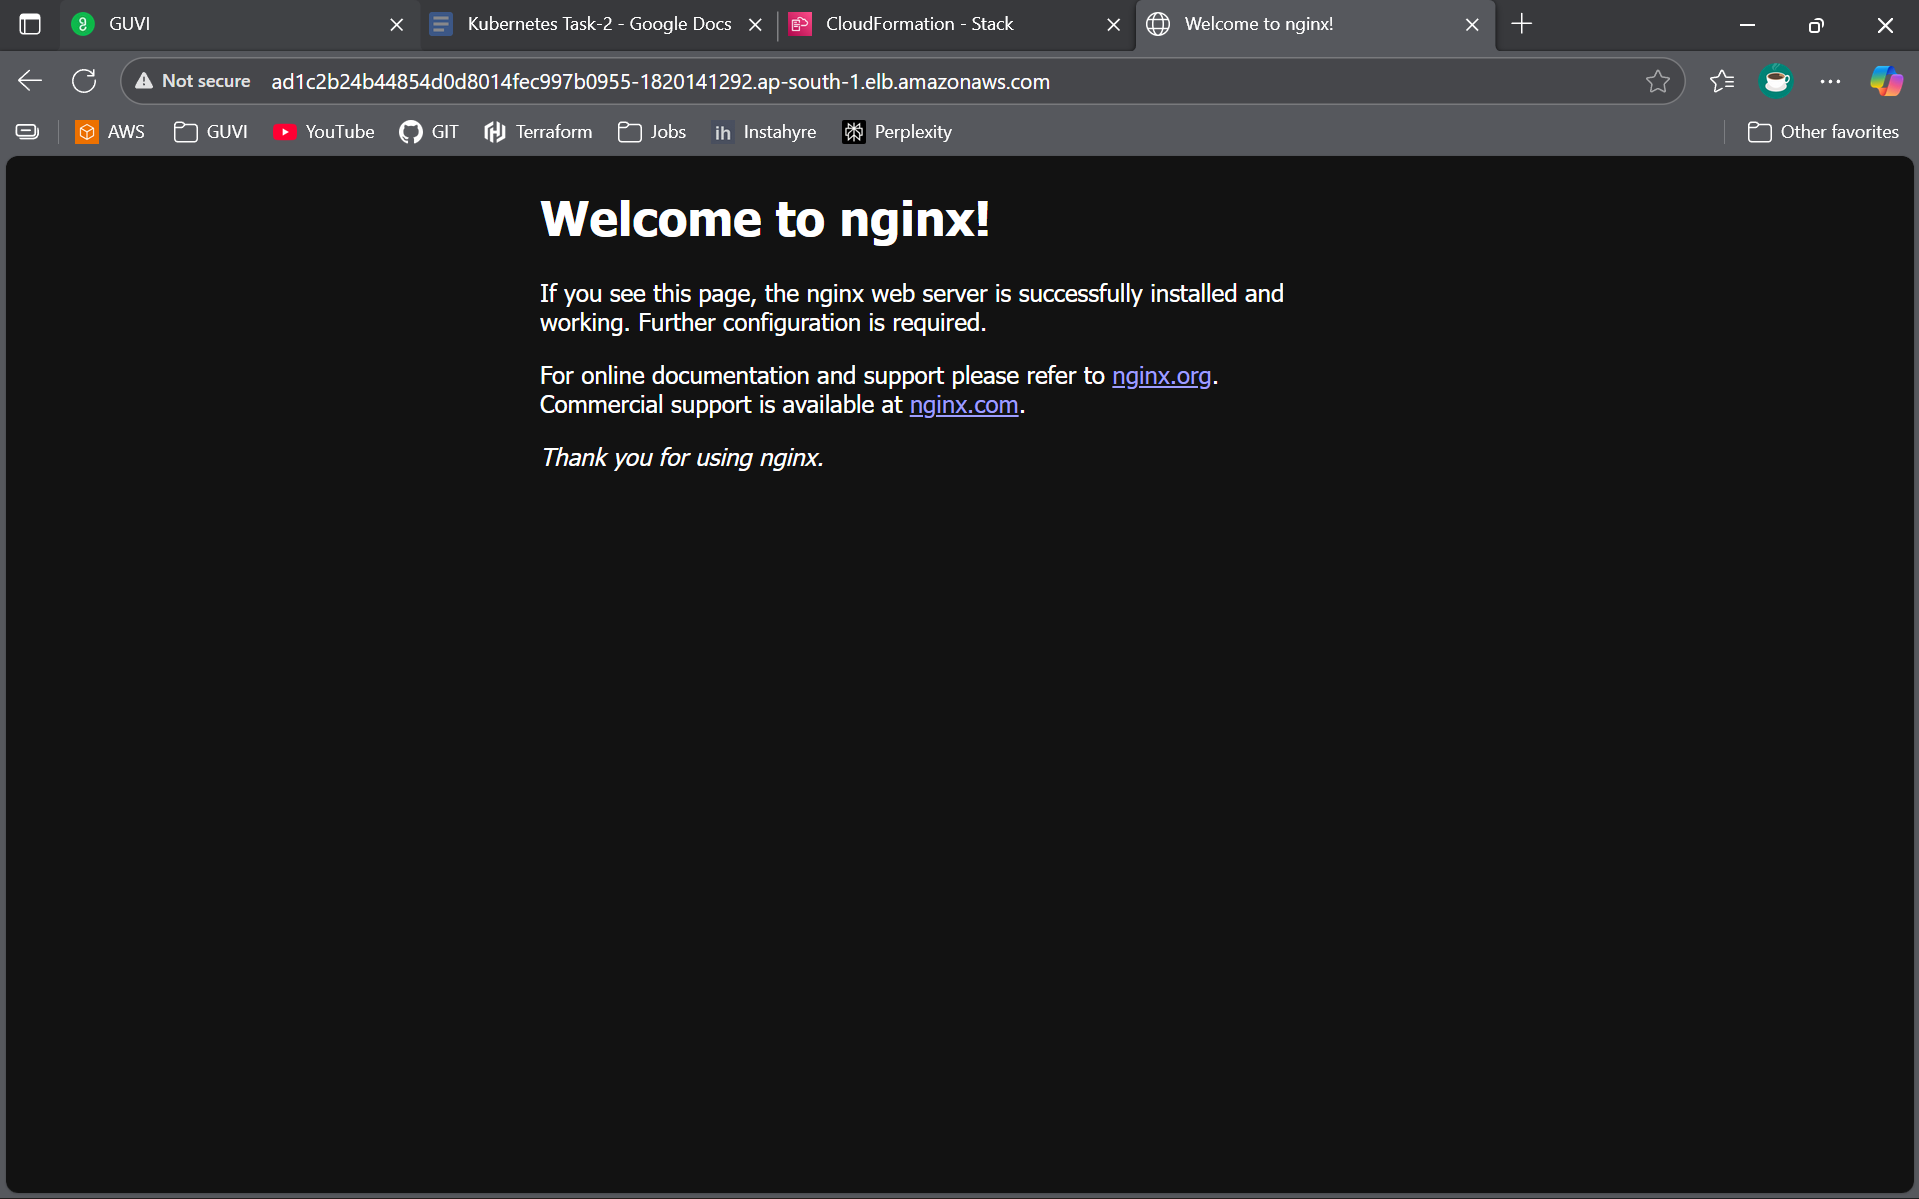 GUVI
Kubernetes Task-2 - Google Docs
CloudFormation - Stack
Welcome to nginx!
Not secure
ad1c2b24b44854d0d8014fec997b0955-1820141292.ap-south-1.elb.amazonaws.com
AWS
GUVI
YouTube
GIT
Terraform
Jobs
ih Instahyre
Perplexity
Other favorites
Welcome to nginx!
If you see this page, the nginx web server is successfully installed and
working. Further configuration is required.
For online documentation and support please refer to nginx.org.
Commercial support is available at nginx.com.
Thank you for using nginx.